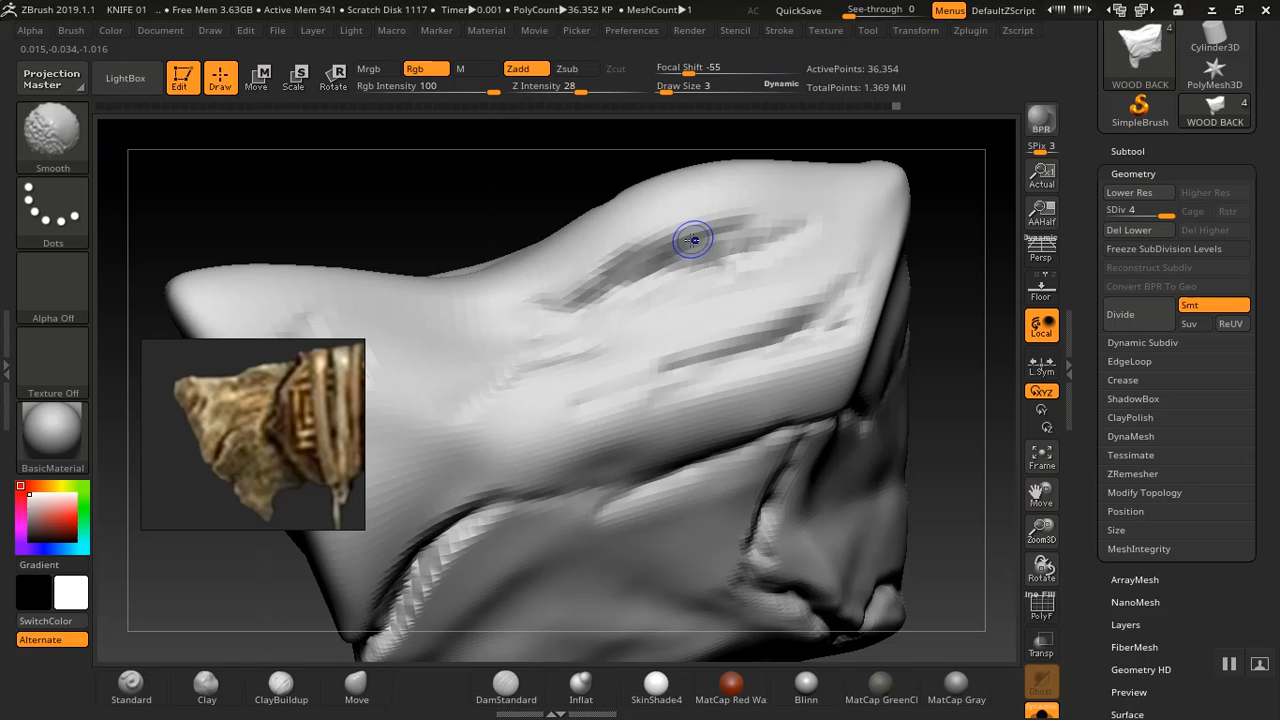 ZBrush 2019.1.1 KNIFE 01 • Free Mem 3.63GB • Active Mem 941 • Scratch Disk 1117 • Timer▶0.001 • PolyCount▶36,352 KP • MeshCount▶1 AC QuickSave See-through 0 Menus DefaultZScript
Alpha Brush Color Document Draw Edit File Layer Light Macro Marker Material Movie Picker Preferences Render Stencil Stroke Texture Tool Transform Zplugin Zscript
0.015,-0.034,-1.016
Projection Master
LightBox
Edit
Draw
Move
Scale
Rotate
Mrgb Rgb M
Rgb Intensity 100
Zadd Zsub Zcut
Z Intensity 28
Focal Shift -55
Draw Size 3 Dynamic
ActivePoints: 36,354
TotalPoints: 1.369 Mil
Smooth
Dots
Alpha Off
Texture Off
BasicMaterial
Gradient
SwitchColor
Alternate
BPR
SPix 3
Actual
AAHalf
Dynamic
Persp
Floor
Local
L.Sym
XYZ
Y
Z
Frame
Move
Zoom3D
Rotate
Line Fill
PolyF
Transp
Ghost
4
WOOD BACK
Cylinder3D
PolyMesh3D
SimpleBrush
4
WOOD BACK
Subtool
Geometry
Lower Res Higher Res
SDiv 4 Cage Rstr
Del Lower Del Higher
Freeze SubDivision Levels
Reconstruct Subdiv
Convert BPR To Geo
Divide Smt
Suv ReUV
Dynamic Subdiv
EdgeLoop
Crease
ShadowBox
ClayPolish
DynaMesh
Tessimate
ZRemesher
Modify Topology
Position
Size
MeshIntegrity
ArrayMesh
NanoMesh
Layers
FiberMesh
Geometry HD
Preview
Surface
Standard Clay ClayBuildup Move DamStandard Inflat SkinShade4 MatCap Red Wa Blinn MatCap GreenCl MatCap Gray